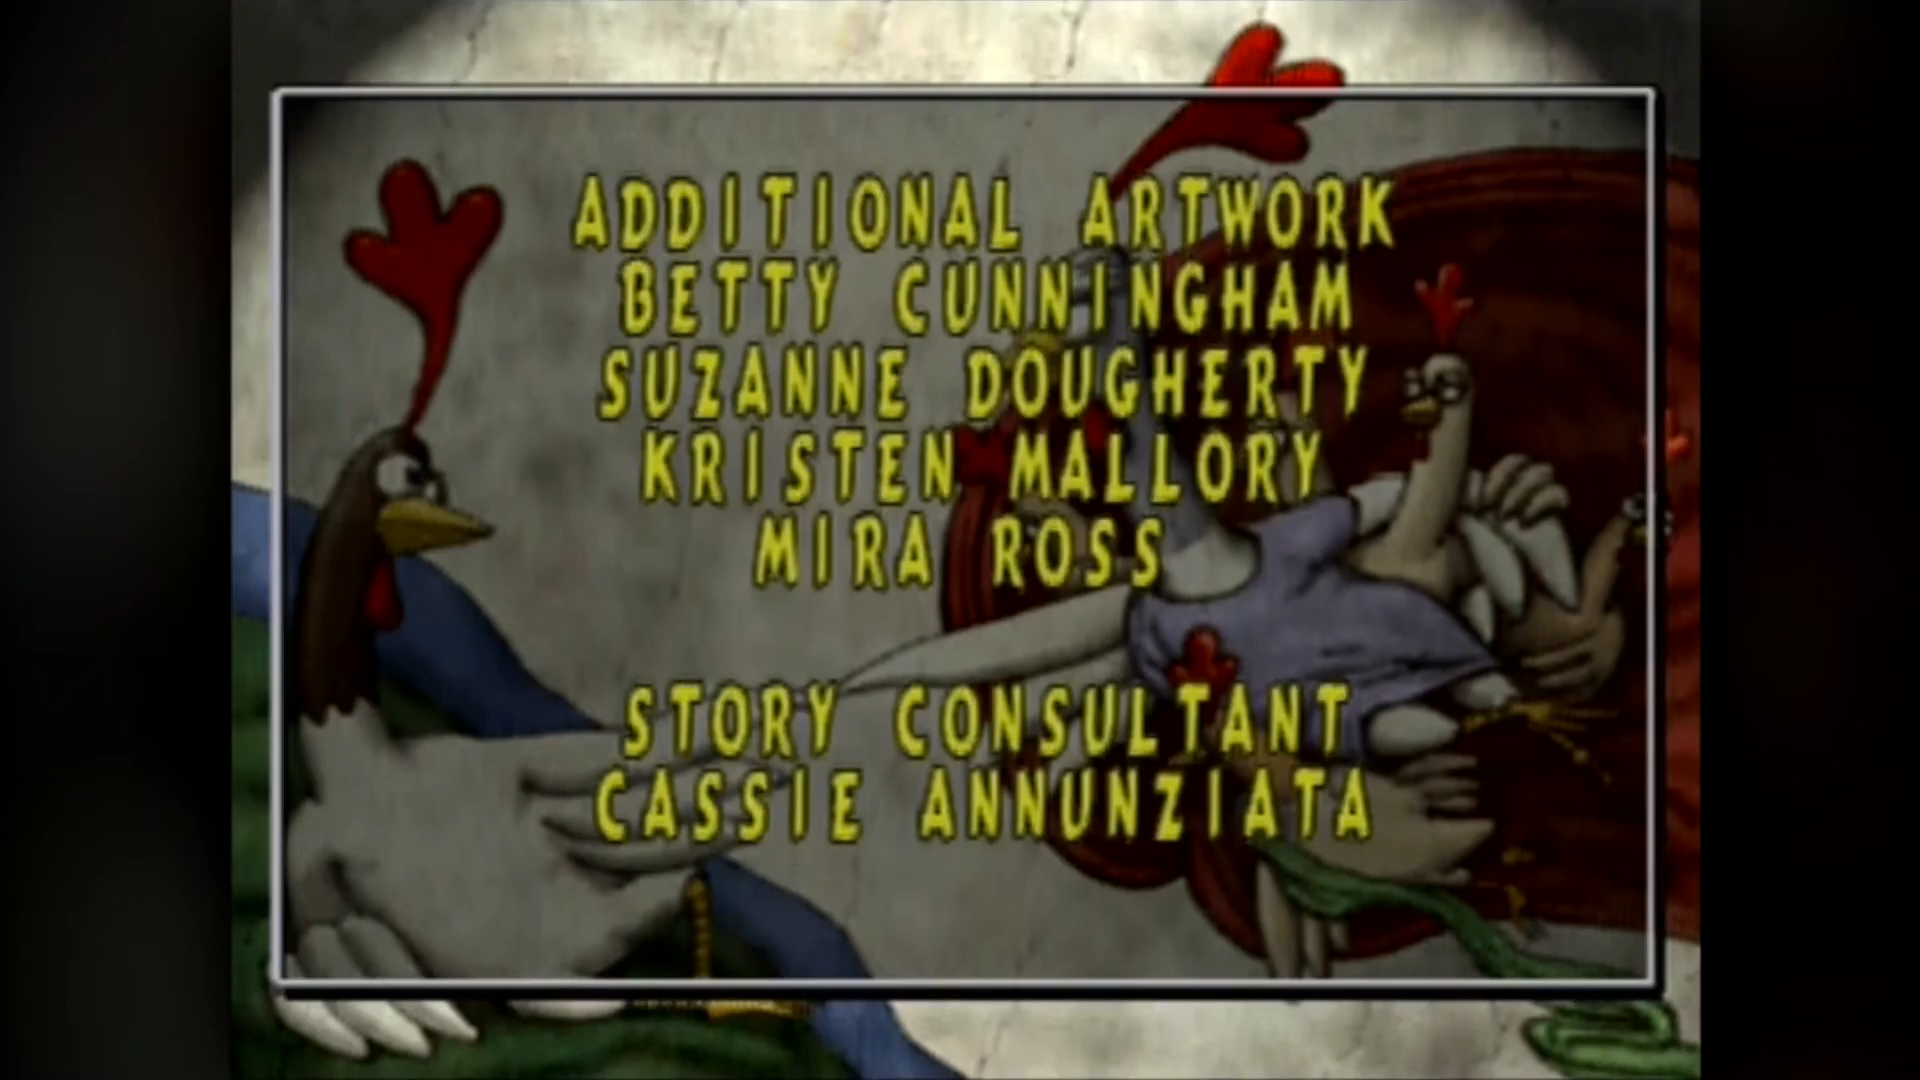 ADDITIONAL ARTWORK
BETTY CUNNINGHAM
SUZANNE DOUGHERTY
KRISTEN MALLORY
MIRA ROSS
STORY CONSULTANT
CASSIE ANNUNZIATA